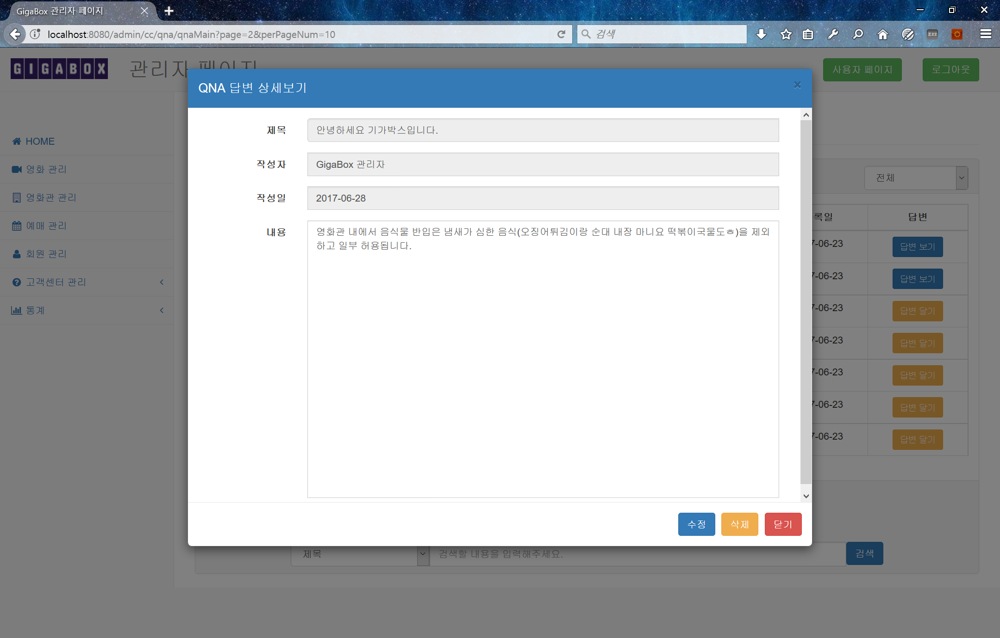 GigaBox 관리자 페이지
localhost:8080/admin/cc/qna/qnaMain?page=2&perPageNum=10
검색
zzz
GIGABOX
관리자 페이지
사용자 페이지
로그아웃
QNA 답변 상세보기
×
HOME
영화 관리
영화관 관리
예매 관리
회원 관리
고객센터 관리
통계
제목
안녕하세요 기가박스입니다.
작성자
GigaBox 관리자
작성일
2017-06-28
내용
영화관 내에서 음식물 반입은 냄새가 심한 음식(오징어튀김이랑 순대 내장 마니요 떡볶이국물도ㅎ)을 제외
하고 일부 허용됩니다.
전체
록일
답변
7-06-23
답변 보기
7-06-23
답변 보기
7-06-23
답변 달기
7-06-23
답변 달기
7-06-23
답변 달기
7-06-23
답변 달기
7-06-23
답변 달기
수정
삭제
닫기
제목
검색할 내용을 입력해주세요.
검색